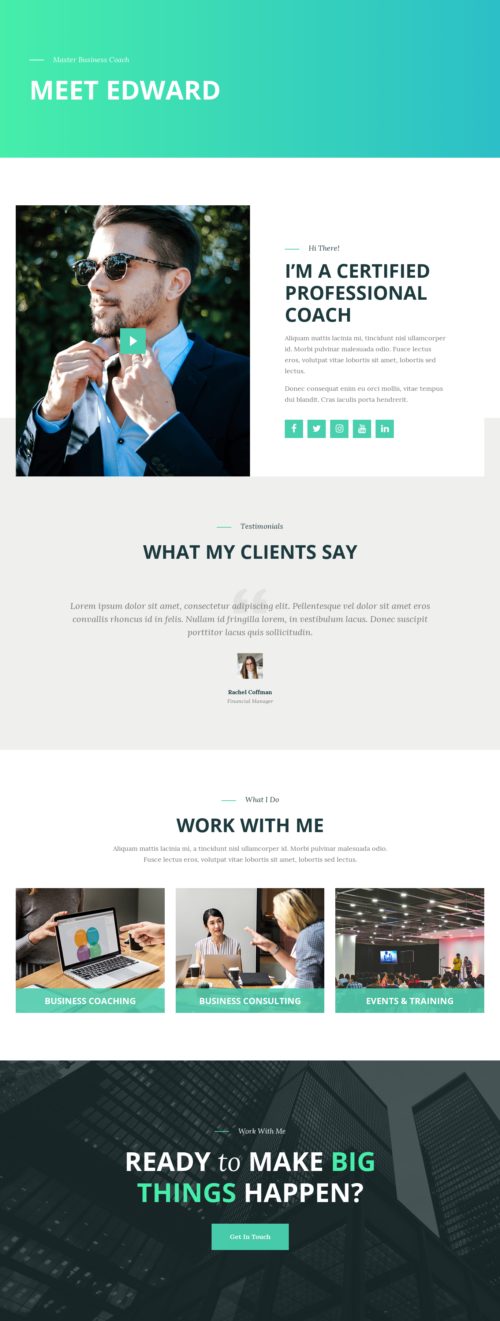 Master Business Coach
MEET EDWARD
Hi There!
I'M A CERTIFIED
PROFESSIONAL
COACH
Aliquam mattis lacinia mi, tincidunt nisl ullamcorper
id. Morbi pulvinar malesuada odio. Fusce lectus
eros, volutpat vitae lobortis sit amet, lobortis sed
lectus.
Donec consequat enim eu orci mollis, vitae tempus
dui blandit. Cras iaculis porta hendrerit.
Testimonials
WHAT MY CLIENTS SAY
Lorem ipsum dolor sit amet, consectetur adipiscing elit. Pellentesque vel dolor sit amet eros
convallis rhoncus id in felis. Nullam id fringilla lorem, in vestibulum lacus. Donec suscipit
porttitor lacus quis sollicitudin.
Rachel Coffman
Financial Manager
What I Do
WORK WITH ME
Aliquam mattis lacinia mi, a tincidunt nisl ullamcorper id. Morbi pulvinar malesuada odio.
Fusce lectus eros, volutpat vitae lobortis sit amet, lobortis sed lectus.
BUSINESS COACHING
BUSINESS CONSULTING
EVENTS & TRAINING
Work With Me
READY to MAKE BIG
THINGS HAPPEN?
Get In Touch